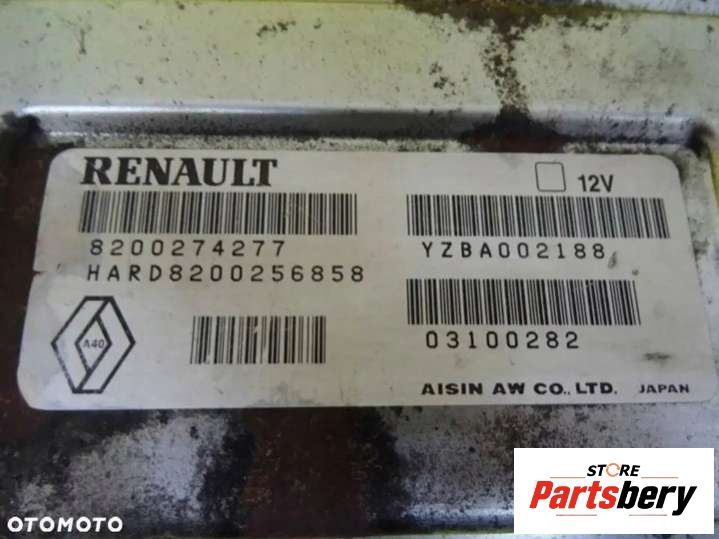 RENAULT
12V
8200274277
HARD8200256858
YZBA002188
A40
03100282
AISIN AW CO., LTD. JAPAN
STORE
Partsbery
OTOMOTO